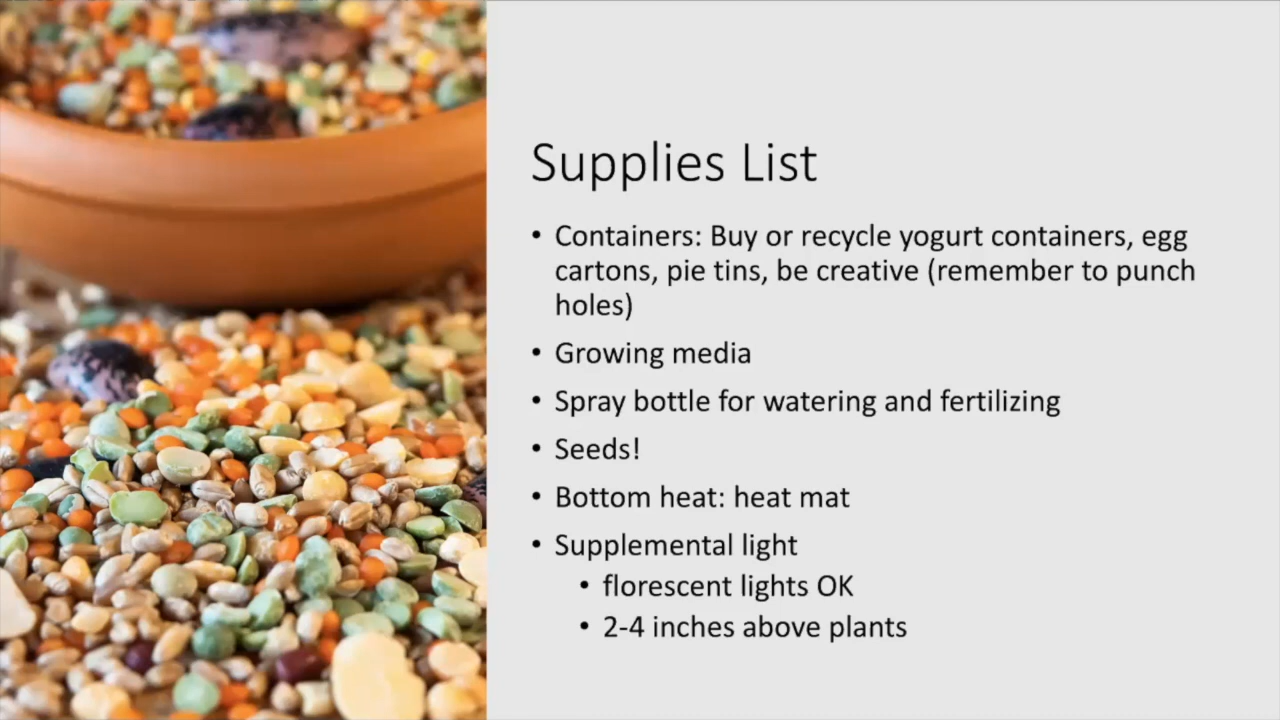 Supplies List
• Containers: Buy or recycle yogurt containers, egg
cartons, pie tins, be creative (remember to punch
holes)
• Growing media
• Spray bottle for watering and fertilizing
• Seeds!
• Bottom heat: heat mat
• Supplemental light
• florescent lights OK
• 2-4 inches above plants